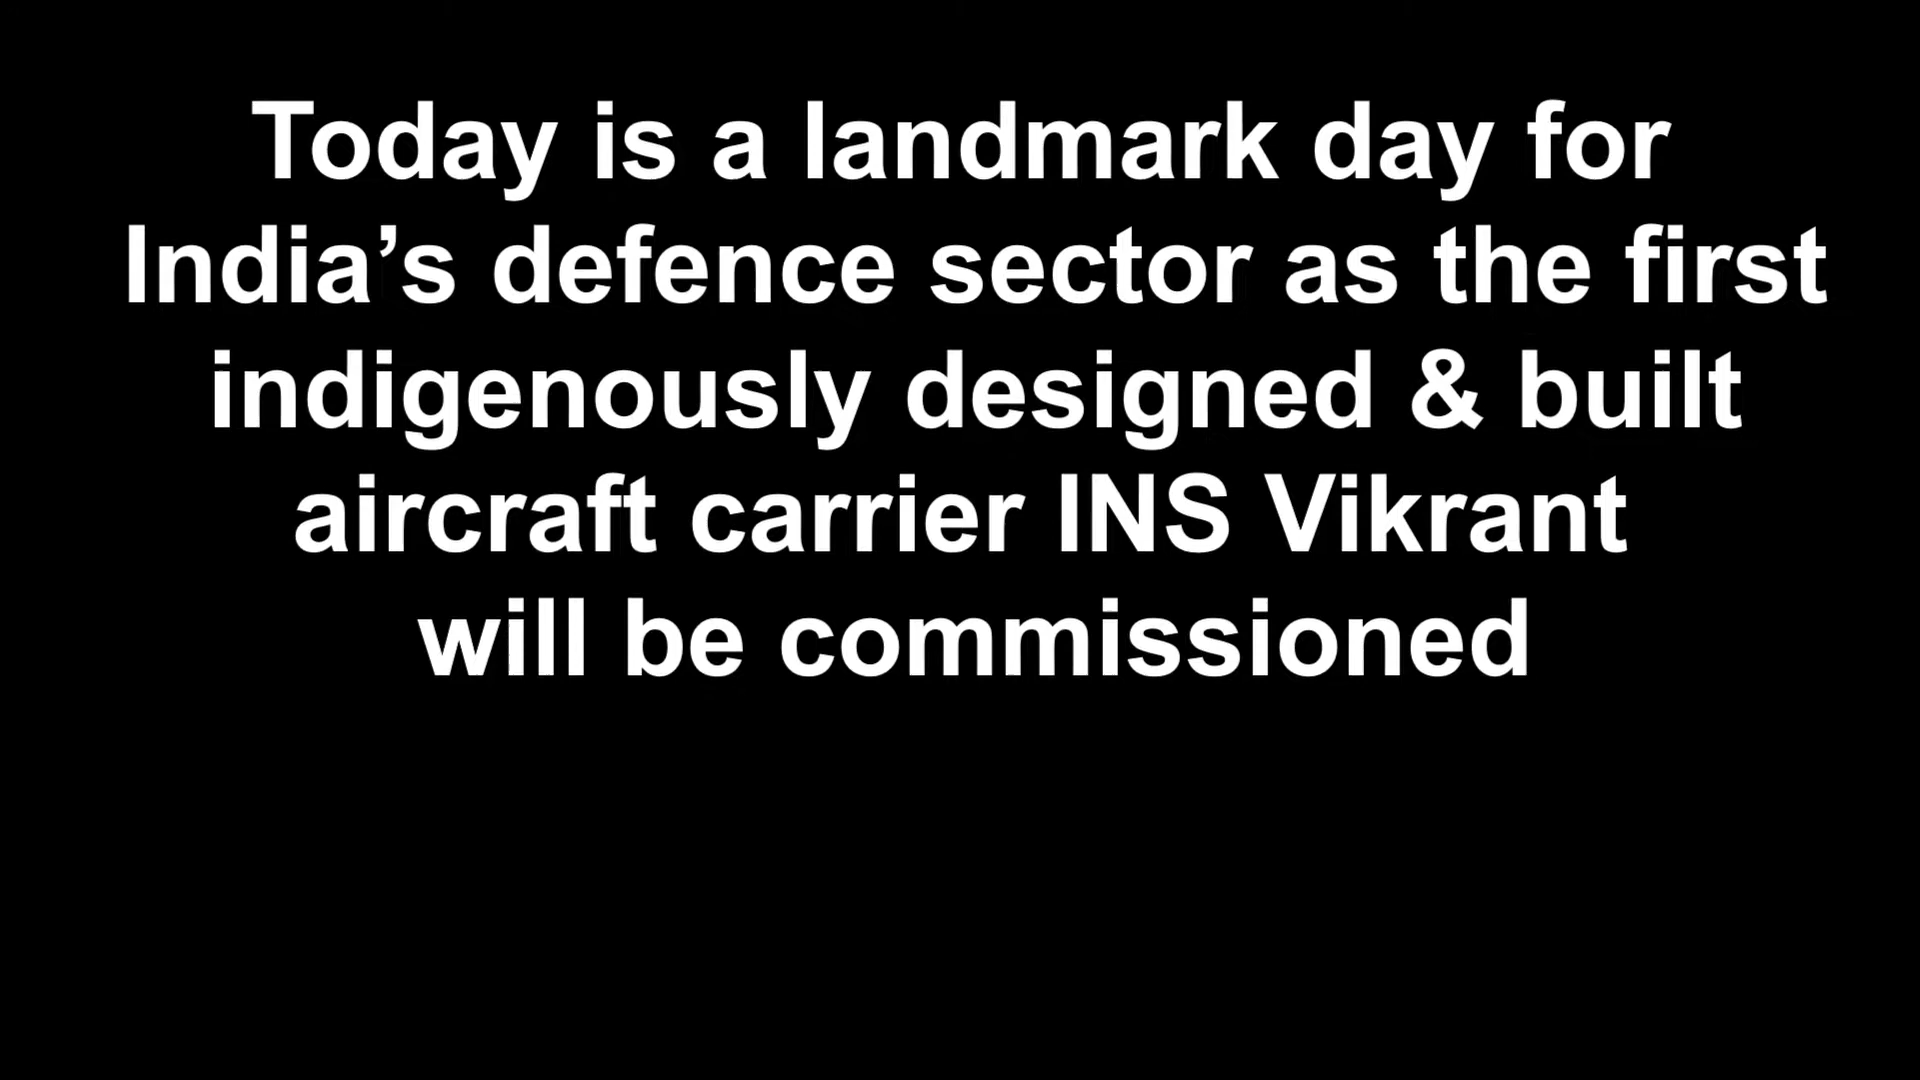 Today is a landmark day for
India’s defence sector as the first
indigenously designed & built
aircraft carrier INS Vikrant
will be commissioned